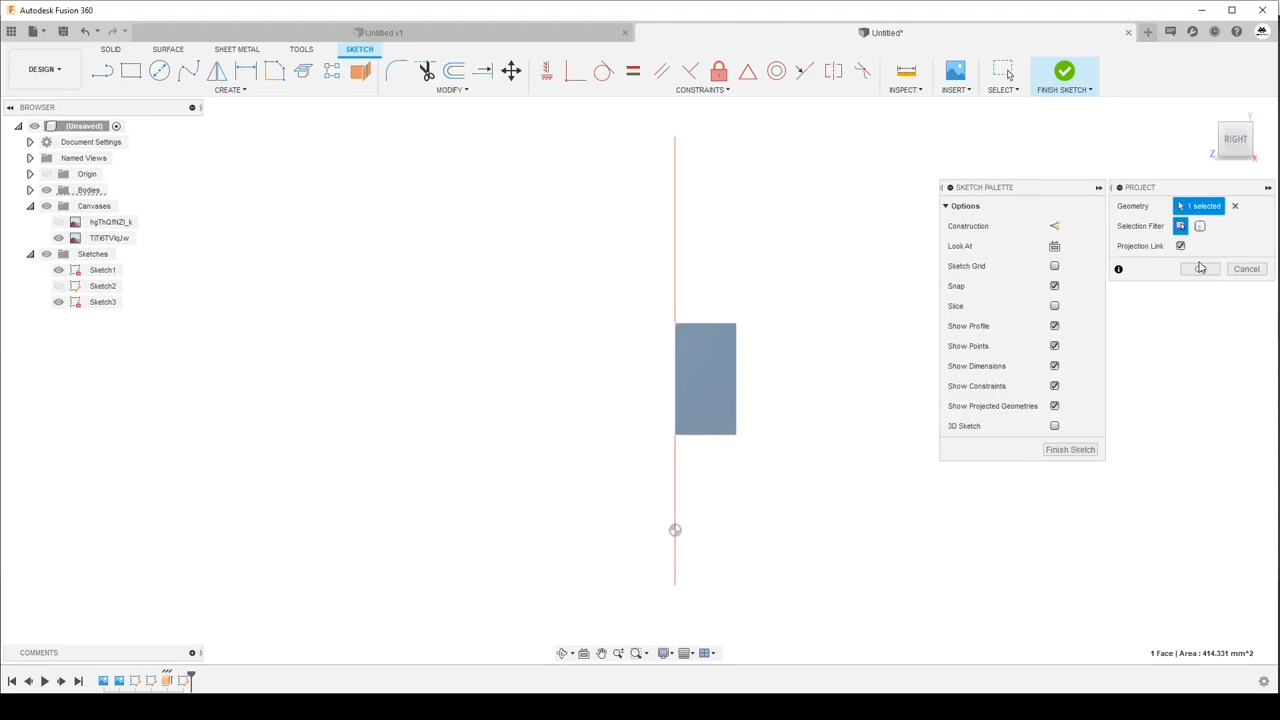 Autodesk Fusion 360
Untitled v1
Untitled*
SOLID SURFACE SHEET METAL TOOLS SKETCH
DESIGN
CREATE MODIFY CONSTRAINTS INSPECT INSERT SELECT FINISH SKETCH
BROWSER
(Unsaved)
Document Settings
Named Views
Origin
Bodies
Canvases
hgThQfNZI_k
TiTi6TVIqJw
Sketches
Sketch1
Sketch2
Sketch3
Y
RIGHT
Z
X
SKETCH PALETTE
Options
Construction
Look At
Sketch Grid
Snap
Slice
Show Profile
Show Points
Show Dimensions
Show Constraints
Show Projected Geometries
3D Sketch
Finish Sketch
PROJECT
Geometry 1 selected
Selection Filter
Projection Link
Cancel
COMMENTS
1 Face | Area : 414.331 mm^2